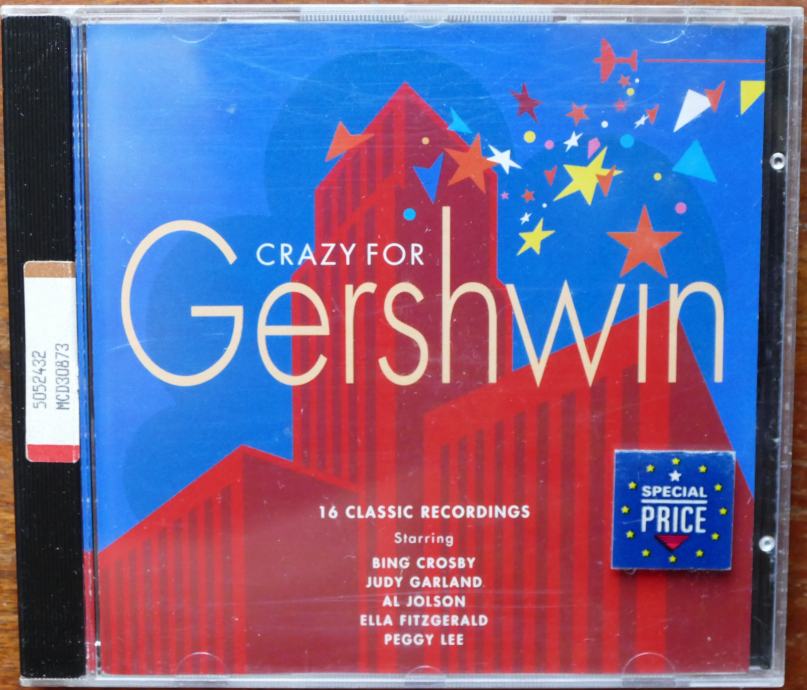 CRAZY FOR
Gershwin
16 CLASSIC RECORDINGS
Starring
BING CROSBY
JUDY GARLAND
AL JOLSON
ELLA FITZGERALD
PEGGY LEE
SPECIAL
PRICE
5052432
MCD30873